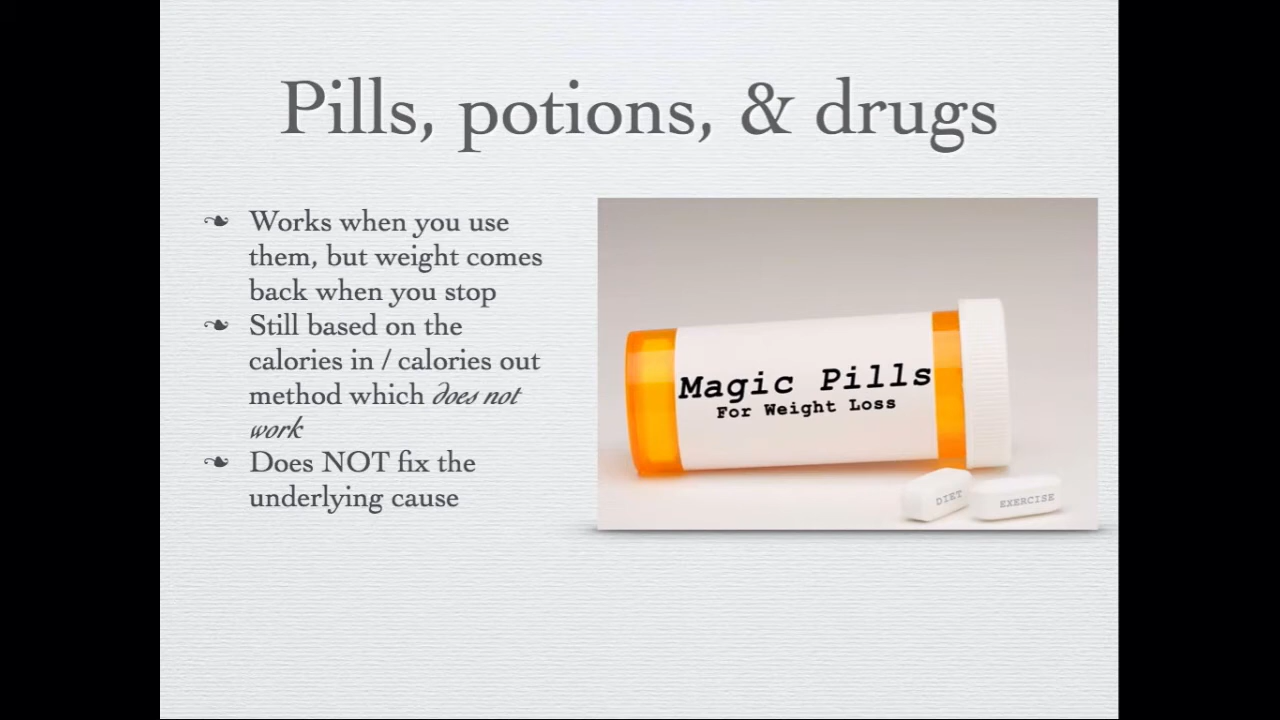 Pills, potions, & drugs
Works when you use
them, but weight comes
back when you stop
Still based on the
calories in / calories out
method which does not
work
Does NOT fix the
underlying cause
Magic Pills
For Weight Loss
DIET
EXERCISE